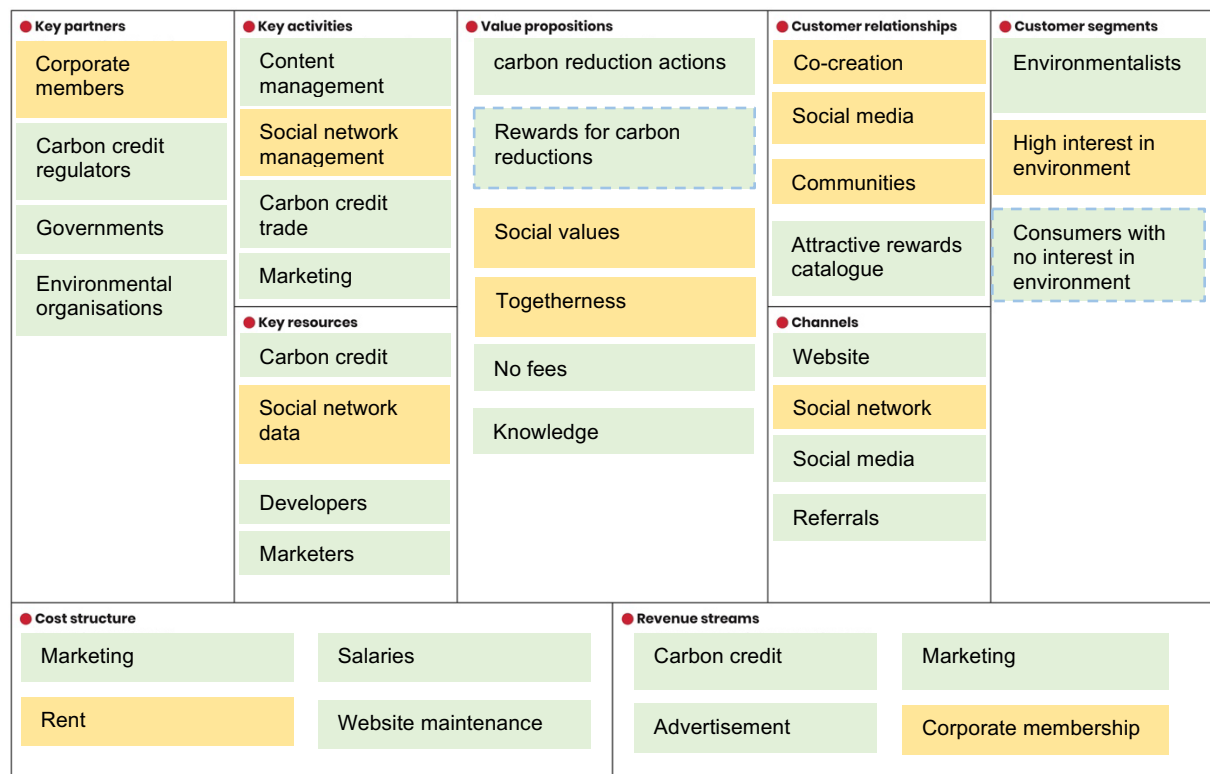 Key partners
Corporate
members
Carbon credit
regulators
Governments
Environmental
organisations
Key activities
Content
management
Social network
management
Carbon credit
trade
Marketing
Key resources
Carbon credit
Social network
data
Developers
Marketers
Value propositions
carbon reduction actions
Rewards for carbon
reductions
Social values
Togetherness
No fees
Knowledge
Customer relationships
Co-creation
Social media
Communities
Attractive rewards
catalogue
Channels
Website
Social network
Social media
Referrals
Customer segments
Environmentalists
High interest in
environment
Consumers with
no interest in
environment
Cost structure
Marketing
Salaries
Rent
Website maintenance
Revenue streams
Carbon credit
Marketing
Advertisement
Corporate membership